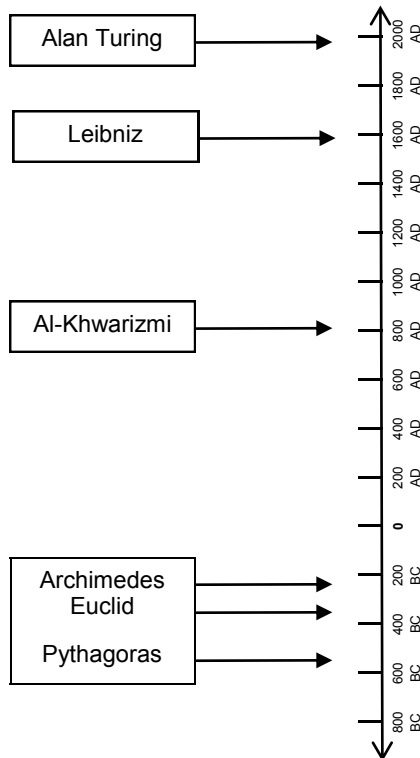 Alan Turing
Leibniz
Al-Khwarizmi
Archimedes
Euclid
Pythagoras
2000 AD
1800 AD
1600 AD
1400 AD
1200 AD
1000 AD
800 AD
600 AD
400 AD
200 AD
0
200 BC
400 BC
600 BC
800 BC